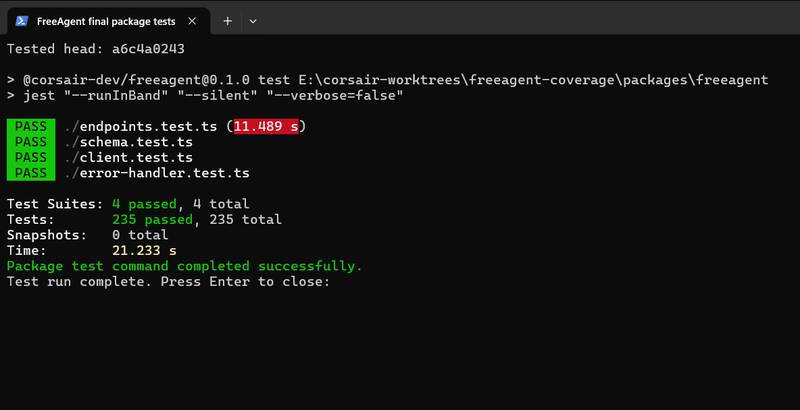 FreeAgent final package tests
Tested head: a6c4a0243
> @corsair-dev/freeagent@0.1.0 test E:\corsair-worktrees\freeagent-coverage\packages\freeagent
> jest "--runInBand" "--silent" "--verbose=false"
PASS ./endpoints.test.ts (11.489 s)
PASS ./schema.test.ts
PASS ./client.test.ts
PASS ./error-handler.test.ts
Test Suites: 4 passed, 4 total
Tests: 235 passed, 235 total
Snapshots: 0 total
Time: 21.233 s
Package test command completed successfully.
Test run complete. Press Enter to close: